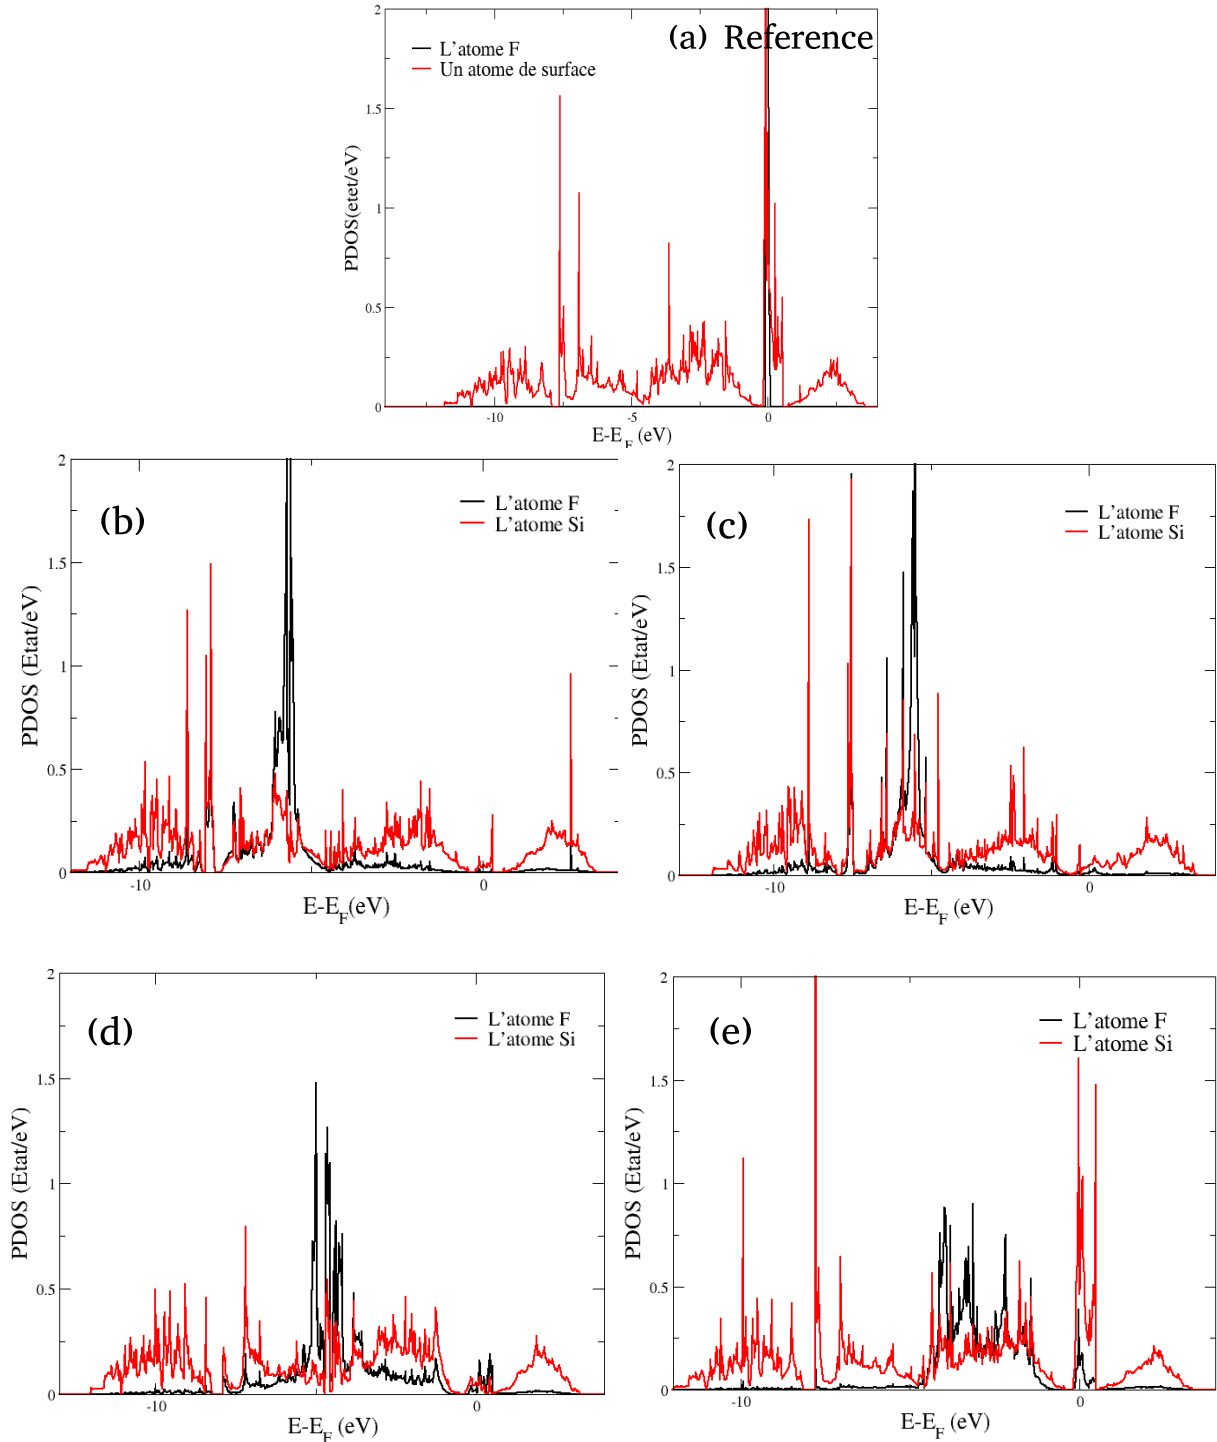 (a) Reference
L'atome F
Un atome de surface
2
1.5
1
0.5
0
PDOS(etet/eV)
-10
-5
0
E-E_F (eV)
(b)
L'atome F
L'atome Si
2
1.5
1
0.5
0
PDOS (Etat/eV)
-10
0
E-E_F(eV)
(c)
L'atome F
L'atome Si
2
1.5
1
0.5
0
PDOS (Etat/eV)
-10
0
E-E_F (eV)
(d)
L'atome F
L'atome Si
2
1.5
1
0.5
0
PDOS (Etat/eV)
-10
0
E-E_F (eV)
(e)
L'atome F
L'atome Si
2
1.5
1
0.5
0
PDOS (Etat/eV)
-10
0
E-E_F (eV)